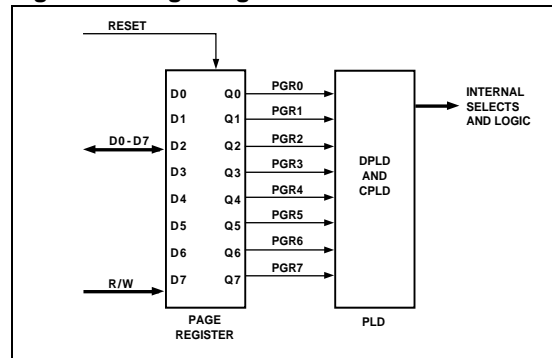 RESET
D0 - D7
R/W
D0
D1
D2
D3
D4
D5
D6
D7
Q0
Q1
Q2
Q3
Q4
Q5
Q6
Q7
PAGE
REGISTER
PGR0
PGR1
PGR2
PGR3
PGR4
PGR5
PGR6
PGR7
DPLD
AND
CPLD
PLD
INTERNAL
SELECTS
AND LOGIC